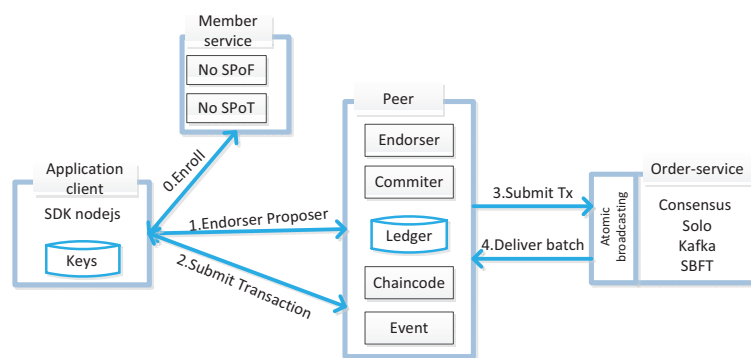 Member
service
No SPoF
No SPoT
0.Enroll
Application
client
SDK nodejs
Keys
1.Endorser Proposer
2.Submit Transaction
Peer
Endorser
Commiter
Ledger
Chaincode
Event
3.Submit Tx
4.Deliver batch
Atomic
broadcasting
Order-service
Consensus
Solo
Kafka
SBFT